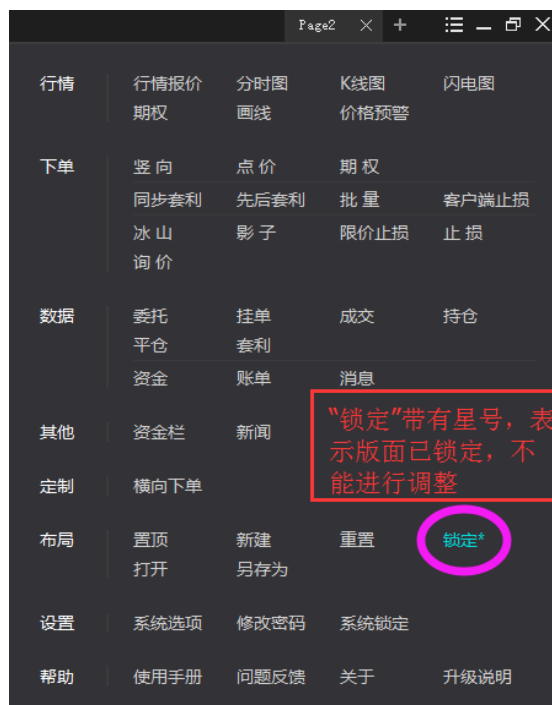 Page2
行情 行情报价 分时图 K线图 闪电图
期权 画线 价格预警
下单 竖向 点价 期权
同步套利 先后套利 批量 客户端止损
冰山 影子 限价止损 止损
询价
数据 委托 挂单 成交 持仓
平仓 套利
资金 账单 消息
“锁定”带有星号，表
示版面已锁定，不
能进行调整
其他 资金栏 新闻
定制 横向下单
布局 置顶 新建 重置 锁定*
打开 另存为
设置 系统选项 修改密码 系统锁定
帮助 使用手册 问题反馈 关于 升级说明